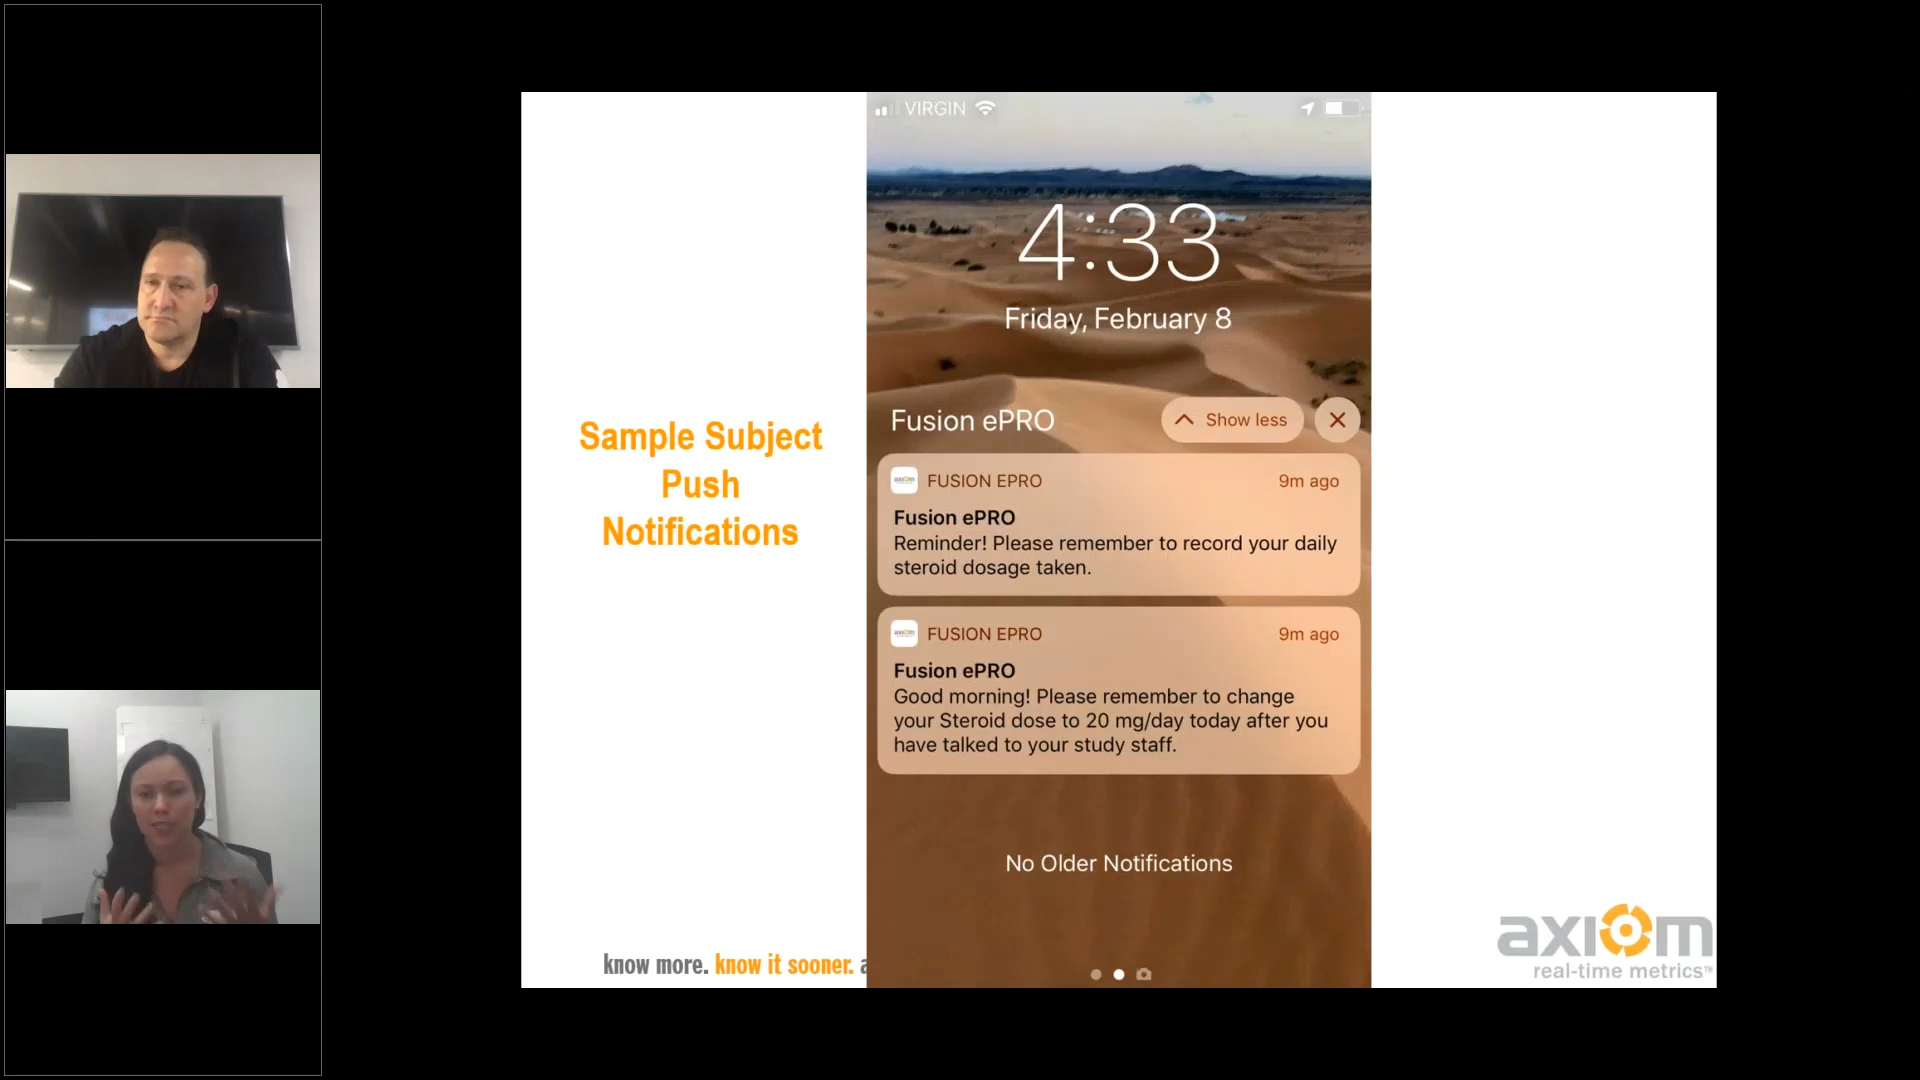 Sample Subject
Push
Notifications
VIRGIN
4:33
Friday, February 8
Fusion ePRO
Show less
axiom
FUSION EPRO
9m ago
Fusion ePRO
Reminder! Please remember to record your daily
steroid dosage taken.
axiom
FUSION EPRO
9m ago
Fusion ePRO
Good morning! Please remember to change
your Steroid dose to 20 mg/day today after you
have talked to your study staff.
No Older Notifications
know more. know it sooner.
axiom
real-time metrics™